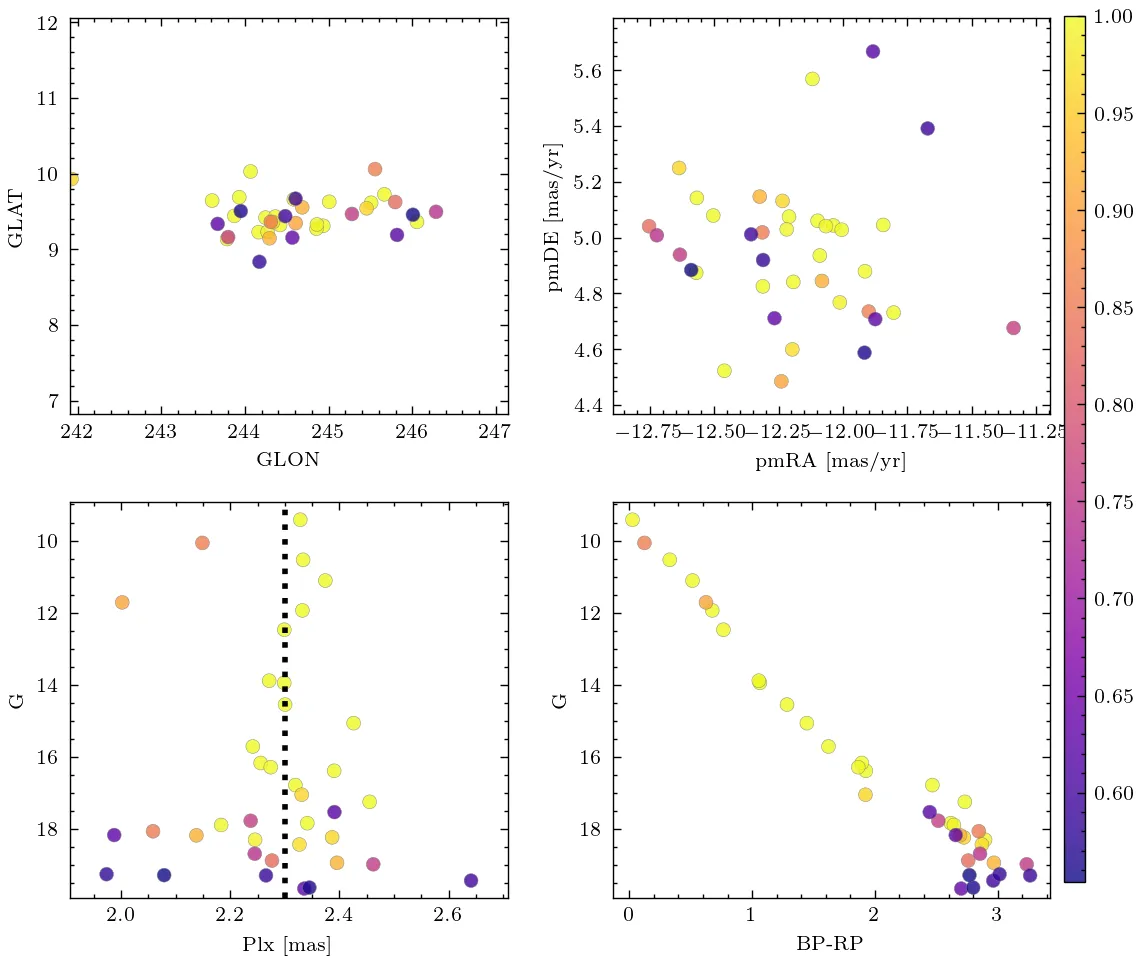 12
11
10
9
8
7
GLAT
242 243 244 245 246 247
GLON
5.6
5.4
5.2
5.0
4.8
4.6
4.4
pmDE [mas/yr]
−12.75 −12.50 −12.25 −12.00 −11.75 −11.50 −11.25
pmRA [mas/yr]
1.00
0.95
0.90
0.85
0.80
0.75
0.70
0.65
0.60
10
12
14
16
18
G
2.0 2.2 2.4 2.6
Plx [mas]
10
12
14
16
18
G
0 1 2 3
BP-RP